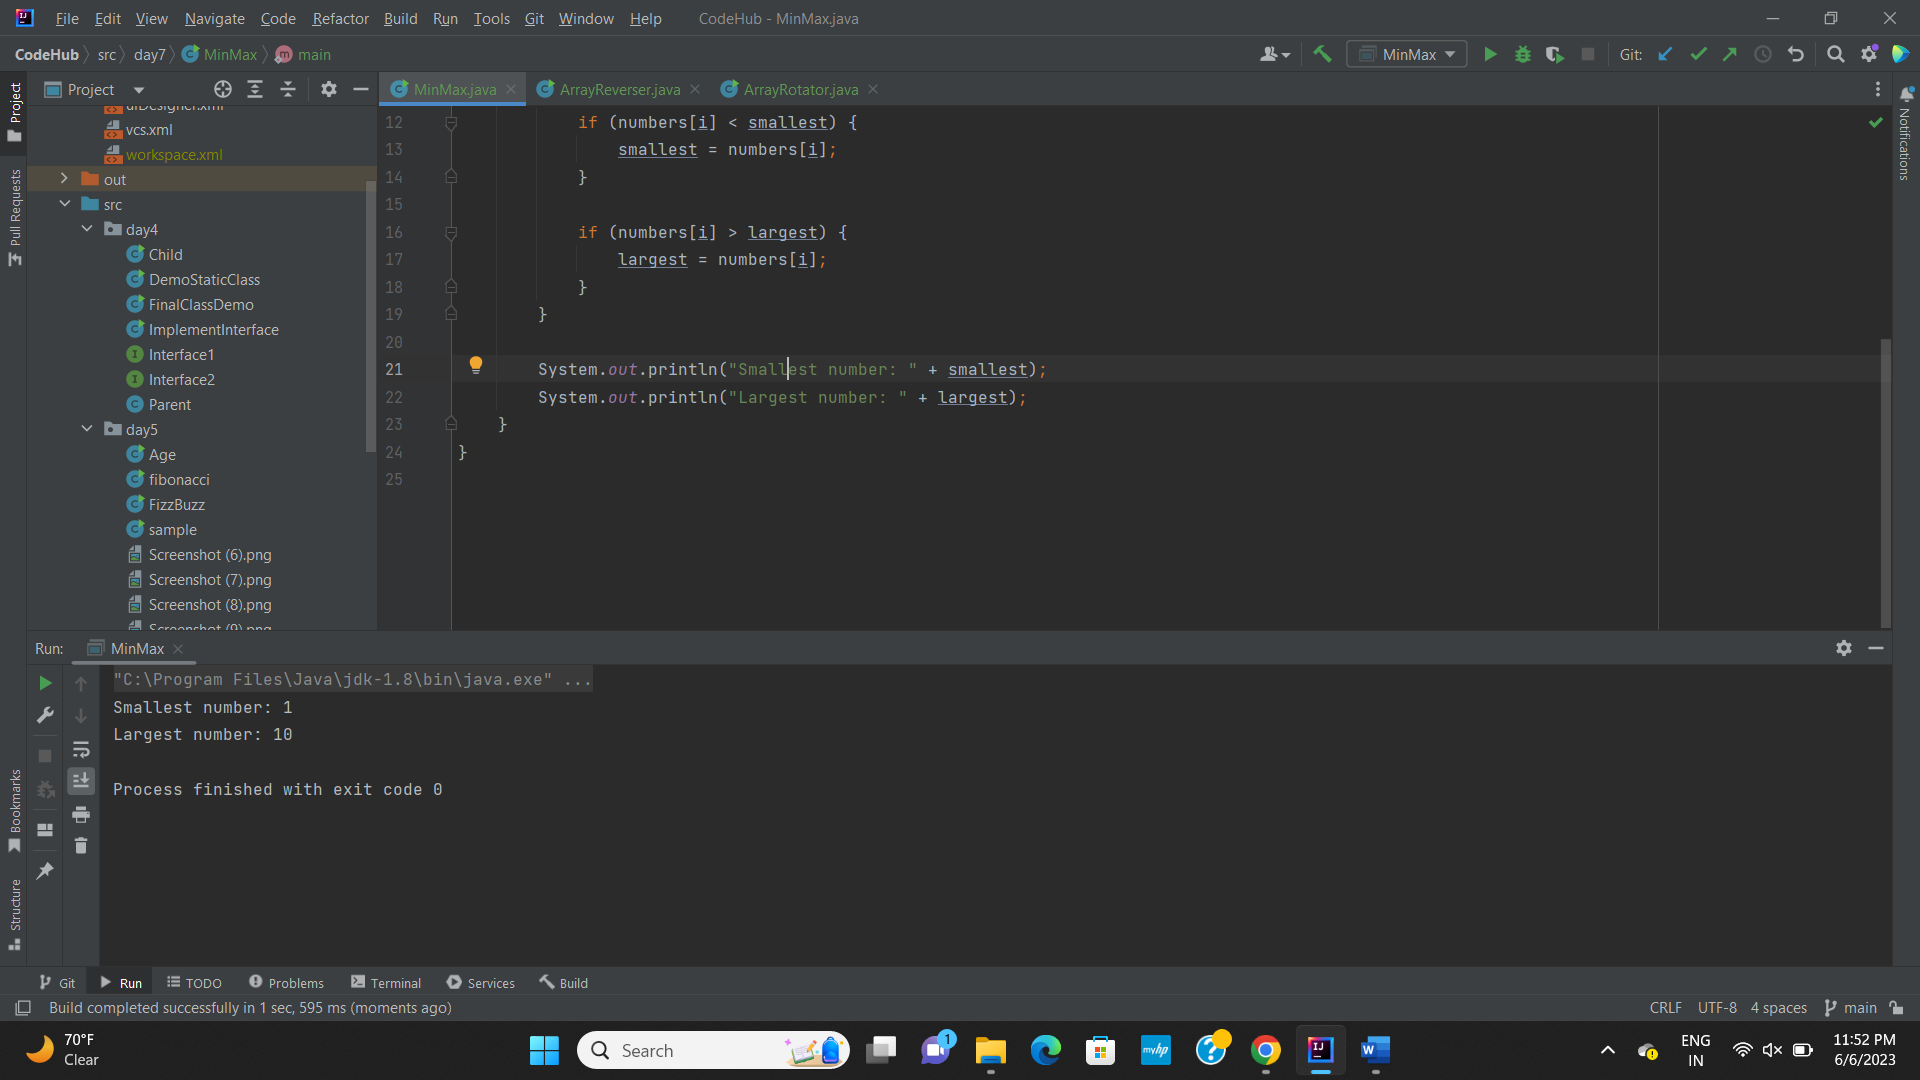 File Edit View Navigate Code Refactor Build Run Tools Git Window Help CodeHub - MinMax.java
CodeHub src day7 MinMax main MinMax Git:
Project MinMax.java ArrayReverser.java ArrayRotator.java
Project
Pull Requests
Bookmarks
Structure
Notifications
uiDesigner.xml
vcs.xml
workspace.xml
out
src
day4
Child
DemoStaticClass
FinalClassDemo
ImplementInterface
Interface1
Interface2
Parent
day5
Age
fibonacci
FizzBuzz
sample
Screenshot (6).png
Screenshot (7).png
Screenshot (8).png
Screenshot (9).png
12 if (numbers[i] < smallest) {
13 smallest = numbers[i];
14 }
15
16 if (numbers[i] > largest) {
17 largest = numbers[i];
18 }
19 }
20
21 System.out.println("Smallest number: " + smallest);
22 System.out.println("Largest number: " + largest);
23 }
24 }
25
Run: MinMax
"C:\Program Files\Java\jdk-1.8\bin\java.exe" ...
Smallest number: 1
Largest number: 10
Process finished with exit code 0
Git Run TODO Problems Terminal Services Build
Build completed successfully in 1 sec, 595 ms (moments ago) CRLF UTF-8 4 spaces main
70°F
Clear
Search
1
myhp
ENG
IN
11:52 PM
6/6/2023